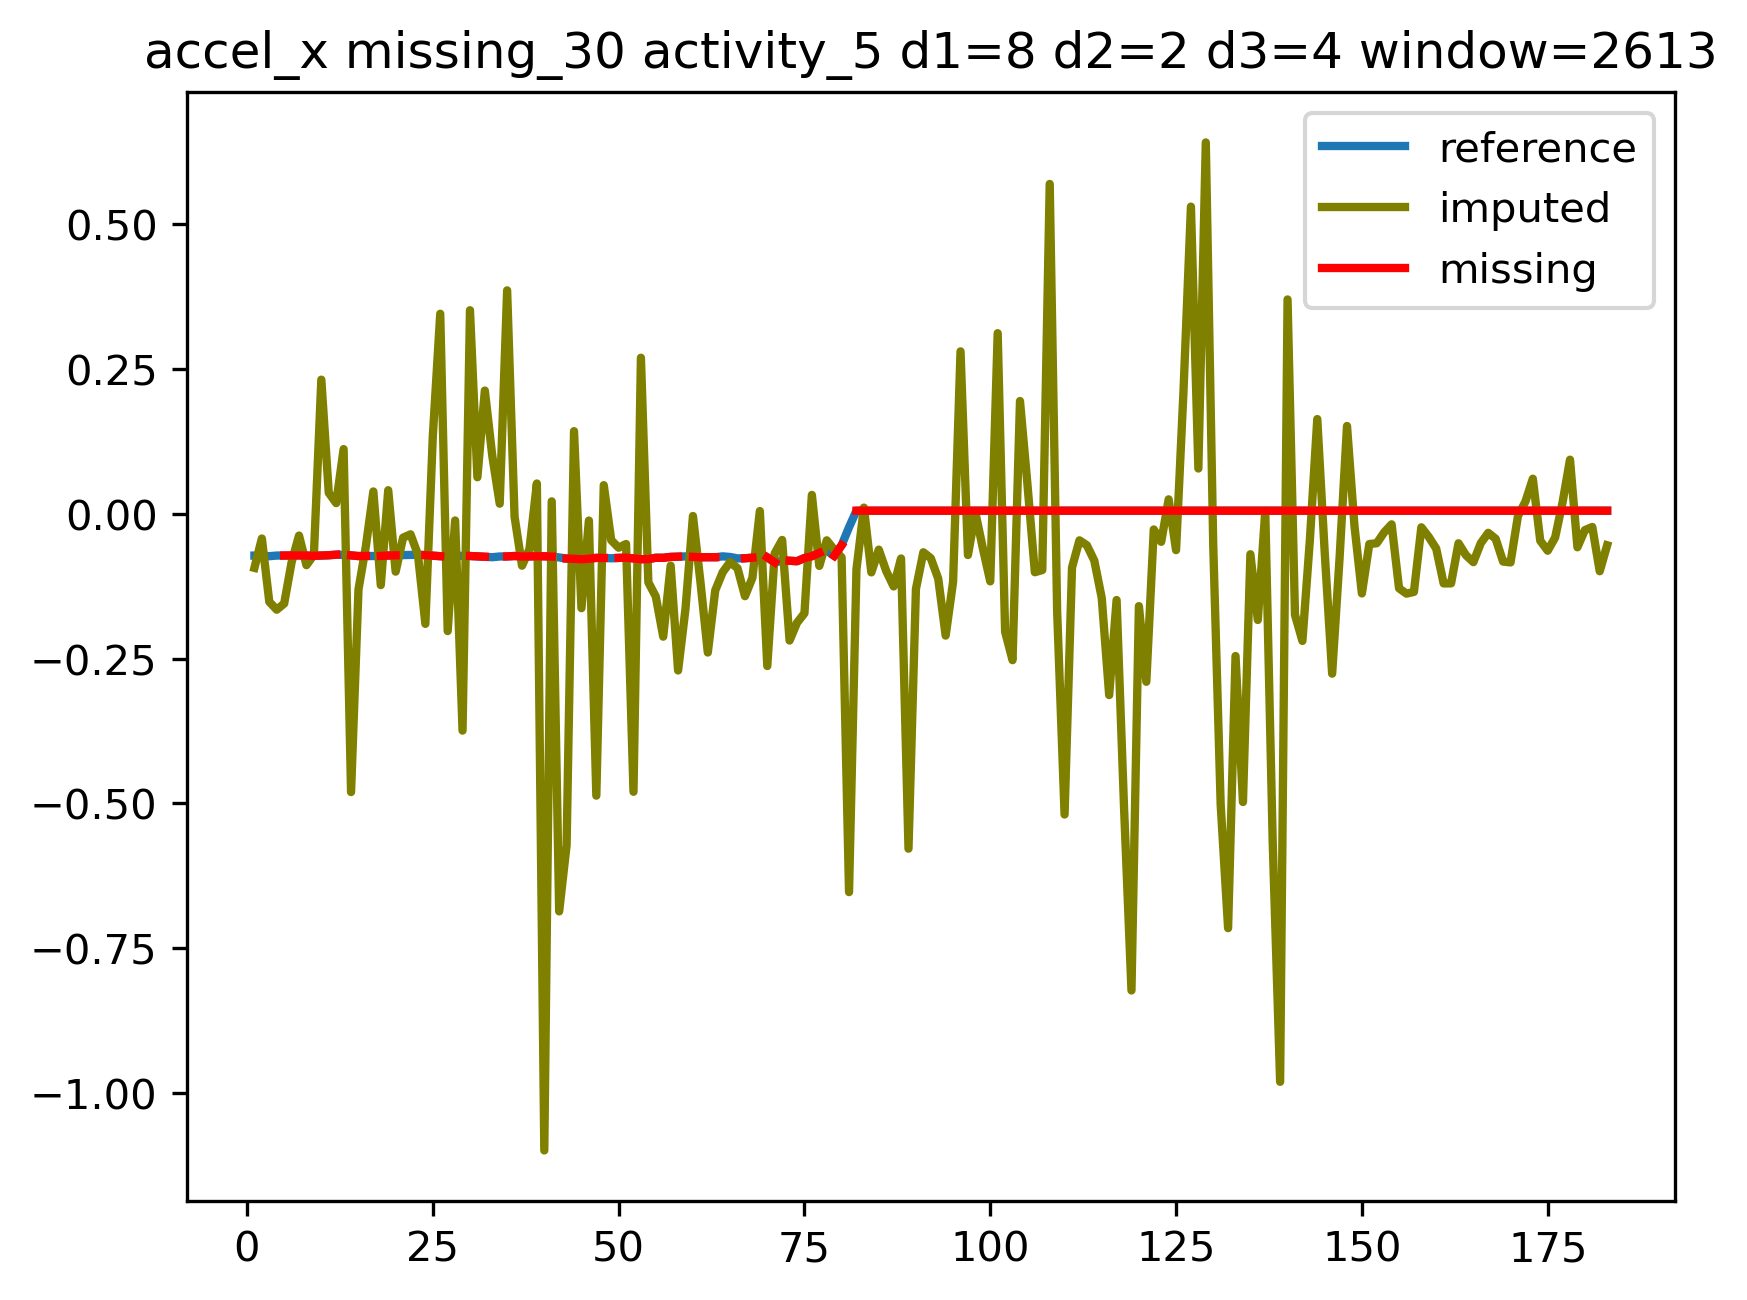 accel_x missing_30 activity_5 d1=8 d2=2 d3=4 window=2613
reference
imputed
missing
0.50
0.25
0.00
−0.25
−0.50
−0.75
−1.00
0 25 50 75 100 125 150 175